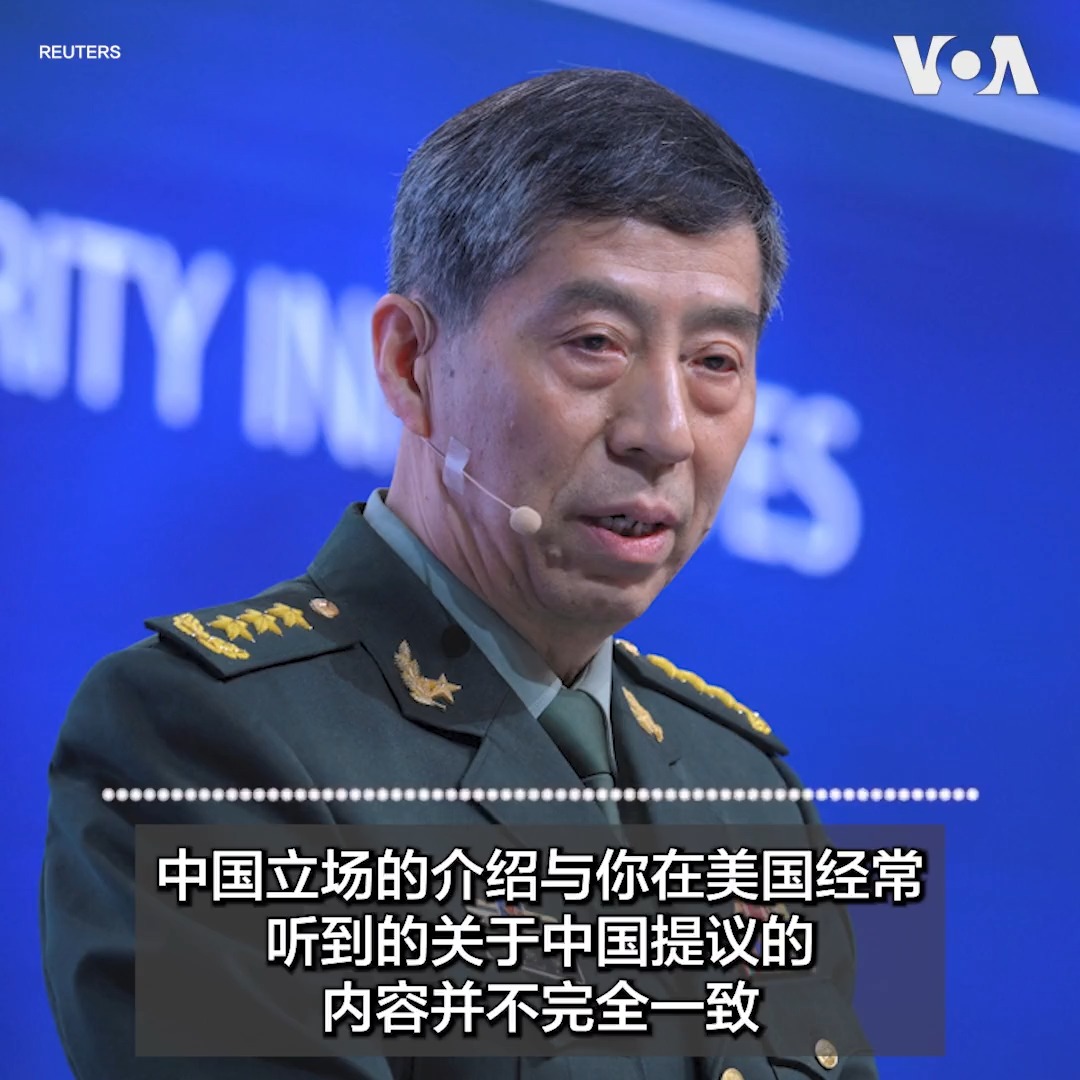 REUTERS
VOA
RITY IN
ES
中国立场的介绍与你在美国经常
听到的关于中国提议的
内容并不完全一致